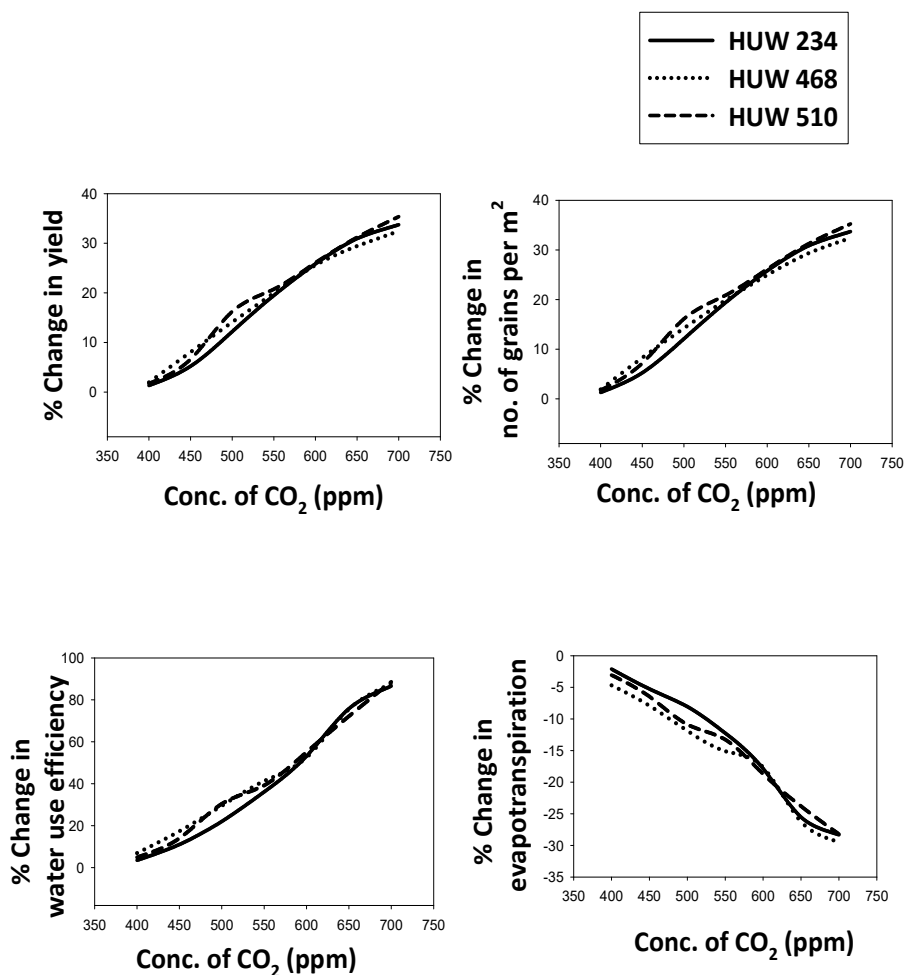 HUW 234
HUW 468
HUW 510
% Change in yield
40
30
20
10
0
350 400 450 500 550 600 650 700 750
Conc. of CO₂ (ppm)
% Change in
no. of grains per m²
40
30
20
10
0
350 400 450 500 550 600 650 700 750
Conc. of CO₂ (ppm)
% Change in
water use efficiency
100
80
60
40
20
0
350 400 450 500 550 600 650 700 750
Conc. of CO₂ (ppm)
% Change in
evapotranspiration
0
-5
-10
-15
-20
-25
-30
-35
350 400 450 500 550 600 650 700 750
Conc. of CO₂ (ppm)